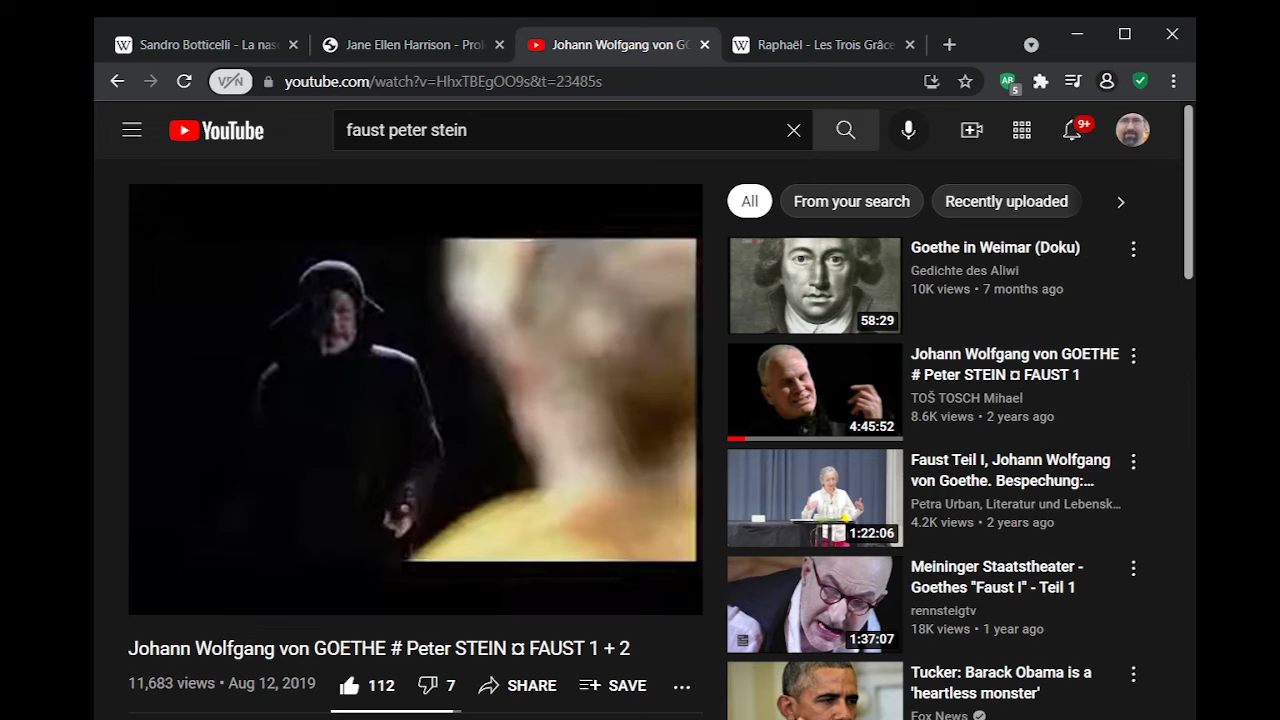 Sandro Botticelli - La nas
Jane Ellen Harrison - Prol
Johann Wolfgang von GO
Raphaël - Les Trois Grâce
VPN
youtube.com/watch?v=HhxTBEgOO9s&t=23485s
5
YouTube
faust peter stein
9+
All
From your search
Recently uploaded
Goethe in Weimar (Doku)
Gedichte des Aliwi
10K views • 7 months ago
58:29
Johann Wolfgang von GOETHE
# Peter STEIN ¤ FAUST 1
TOŠ TOSCH Mihael
8.6K views • 2 years ago
4:45:52
Faust Teil I, Johann Wolfgang
von Goethe. Bespechung:...
Petra Urban, Literatur und Lebensk...
4.2K views • 2 years ago
1:22:06
Meininger Staatstheater -
Goethes "Faust I" - Teil 1
rennsteigtv
18K views • 1 year ago
1:37:07
Tucker: Barack Obama is a
'heartless monster'
Fox News
Johann Wolfgang von GOETHE # Peter STEIN ¤ FAUST 1 + 2
11,683 views • Aug 12, 2019
112
7
SHARE
SAVE